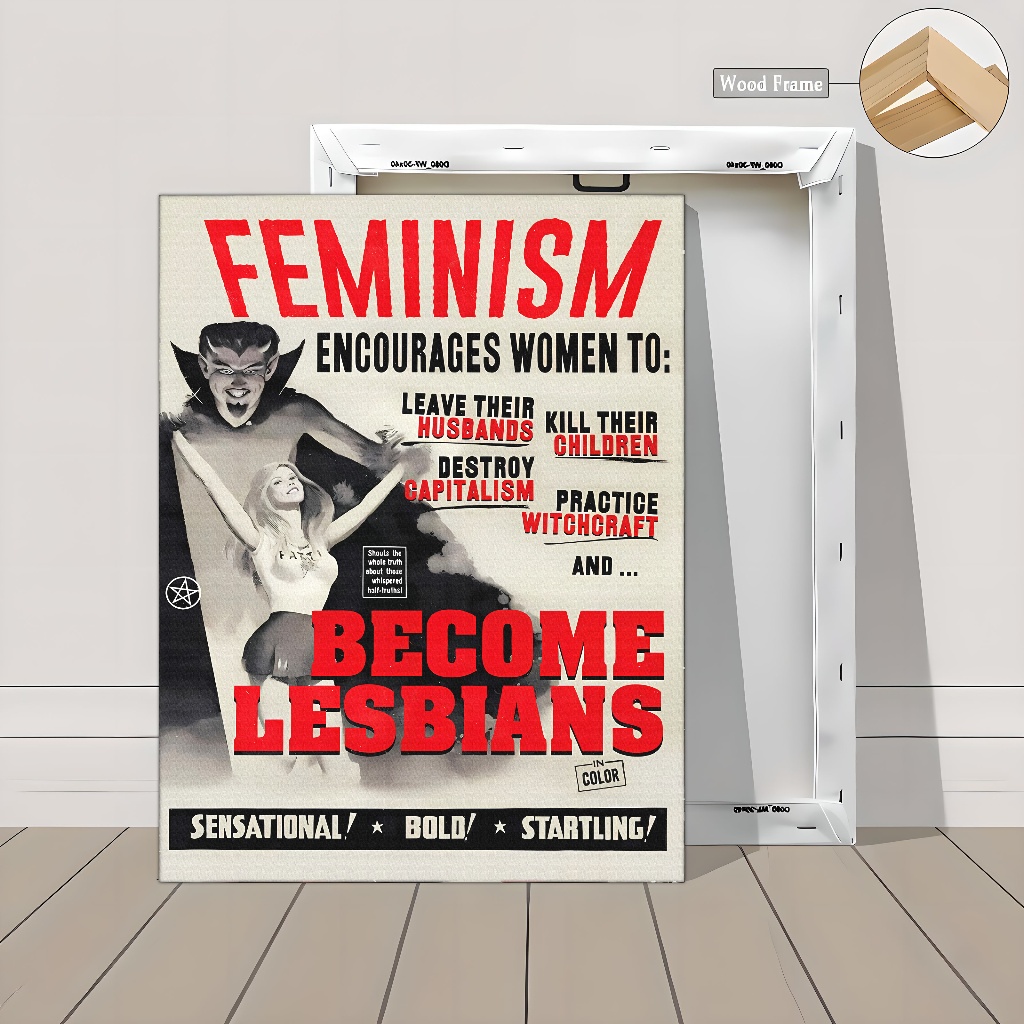 Wood Frame
FEMINISM
ENCOURAGES WOMEN TO:
LEAVE THEIR
HUSBANDS
KILL THEIR
CHILDREN
DESTROY
CAPITALISM
PRACTICE
WITCHCRAFT
AND ...
Shouts the
whole truth
about those
whispered
half-truths!
BECOME
LESBIANS
IN
COLOR
SENSATIONAL! ★ BOLD! ★ STARTLING!